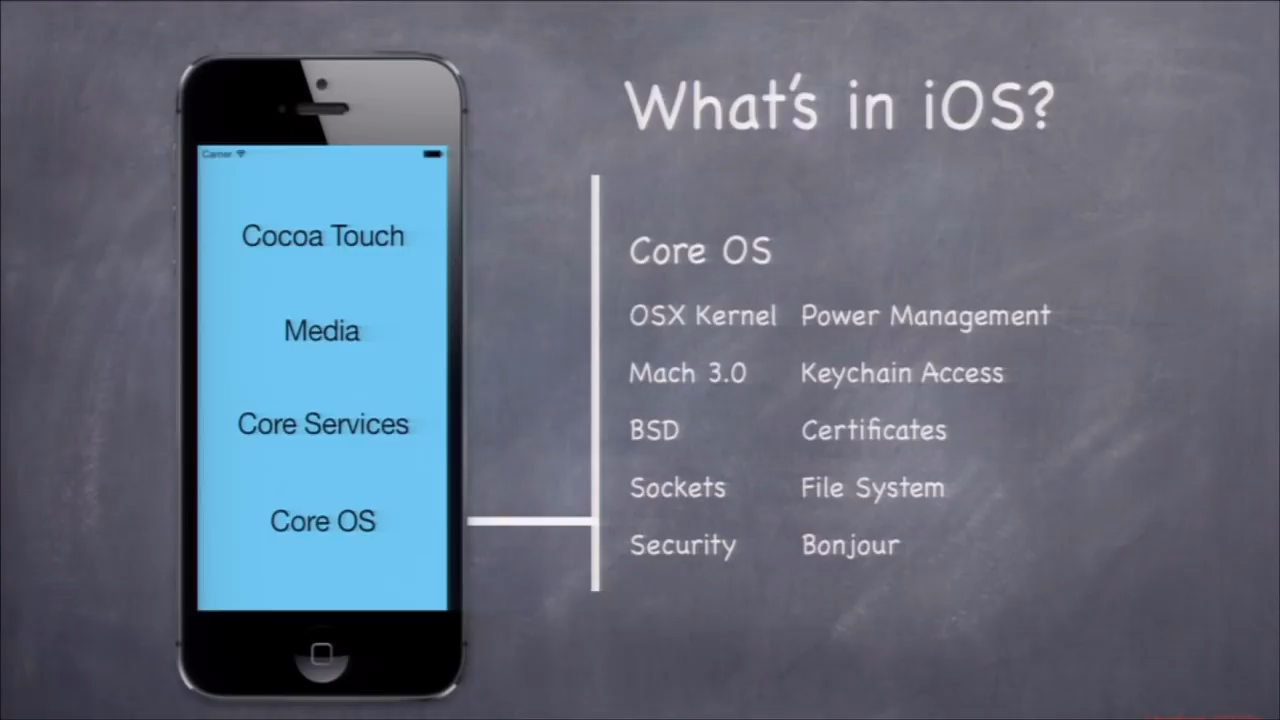 What's in iOS?
Carrier
Cocoa Touch
Media
Core Services
Core OS
Core OS
OSX Kernel Power Management
Mach 3.0 Keychain Access
BSD Certificates
Sockets File System
Security Bonjour